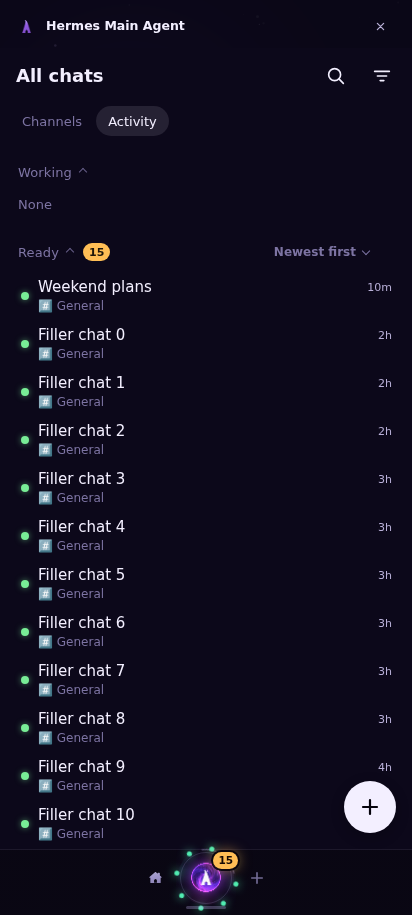 Hermes Main Agent
All chats
Channels Activity
Working
None
Ready 15 Newest first
Weekend plans 10m
# General
Filler chat 0 2h
# General
Filler chat 1 2h
# General
Filler chat 2 2h
# General
Filler chat 3 3h
# General
Filler chat 4 3h
# General
Filler chat 5 3h
# General
Filler chat 6 3h
# General
Filler chat 7 3h
# General
Filler chat 8 3h
# General
Filler chat 9 4h
# General
Filler chat 10
# General
15